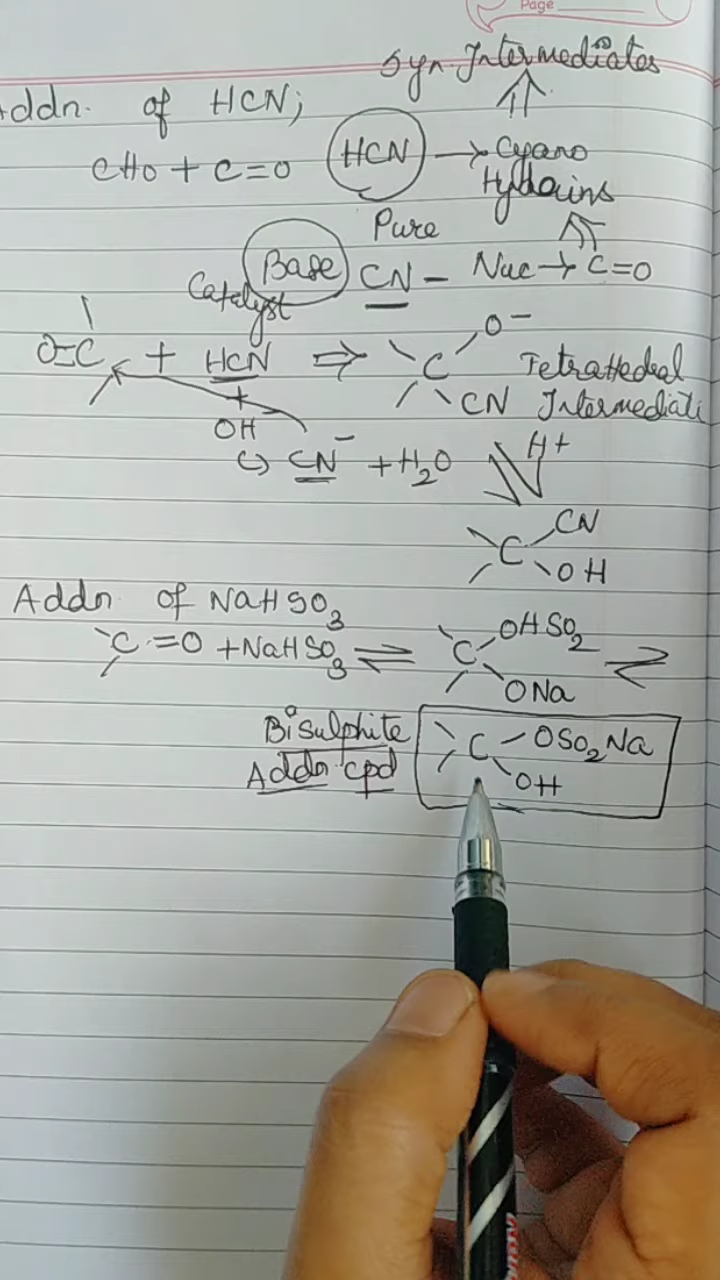 Page
Syn. Intermediates
Addn. of HCN;
CHO + C=O HCN → Cyano
Hydrains
Pure
Base CN - Nuc → C=O
Catalyst
O=C + HCN ⇒ C O⁻ Tetrahedral
+ CN Intermediate
OH H+
CN⁻ + H₂O
C CN
OH
Addn of NaHSO₃
C=O + NaHSO₃ ⇌ C OHSO₂ ⇌
ONa
Bisulphite C - OSO₂Na
Addn cpd OH